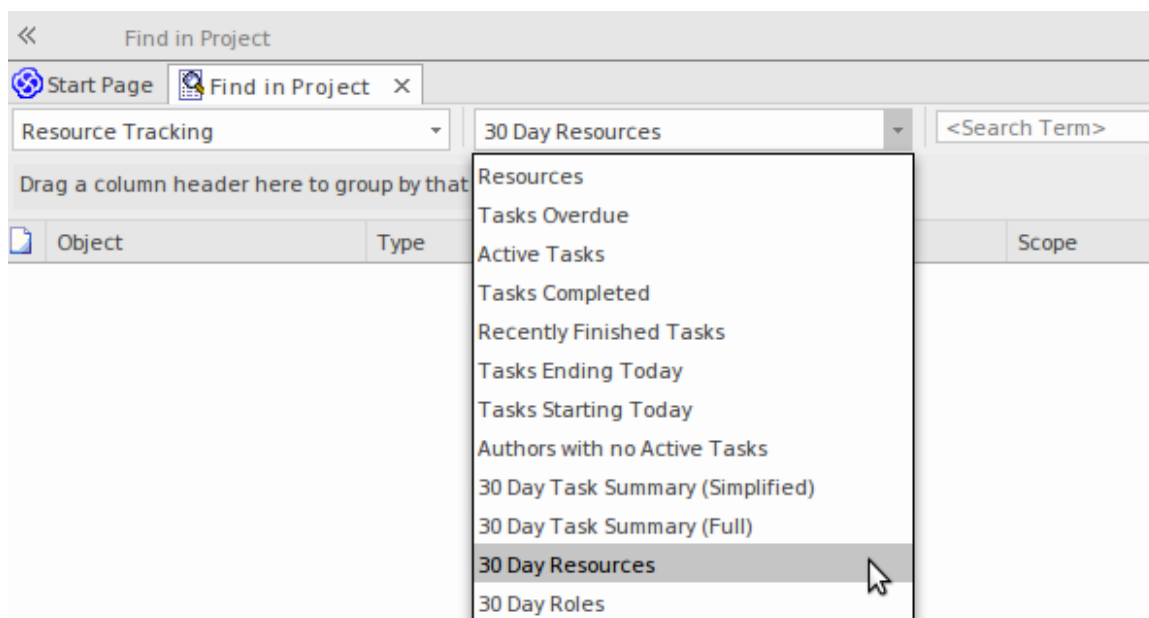 Find in Project
Start Page Find in Project
Resource Tracking 30 Day Resources <Search Term>
Drag a column header here to group by that
Object Type Scope
Resources
Tasks Overdue
Active Tasks
Tasks Completed
Recently Finished Tasks
Tasks Ending Today
Tasks Starting Today
Authors with no Active Tasks
30 Day Task Summary (Simplified)
30 Day Task Summary (Full)
30 Day Resources
30 Day Roles